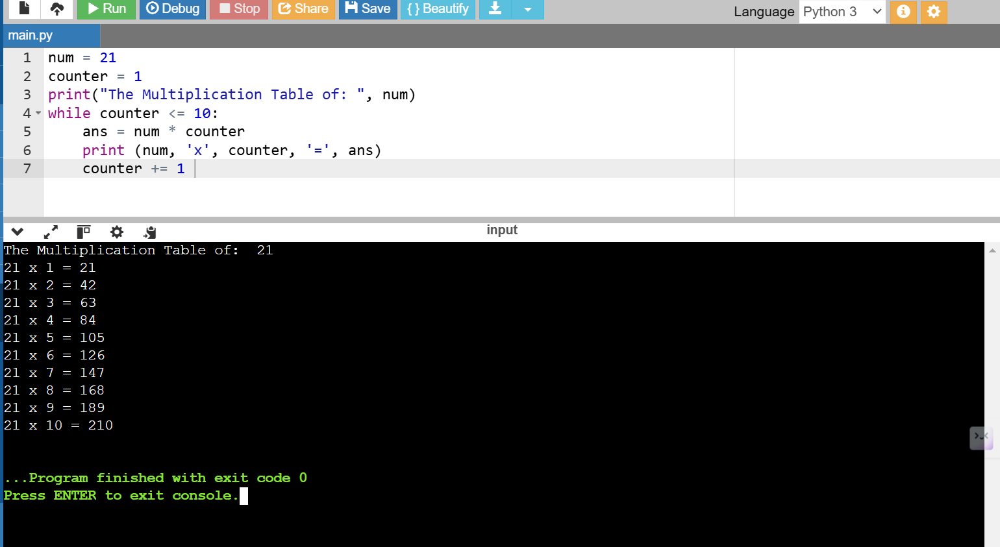 Run Debug Stop Share Save { } Beautify Language Python 3
main.py
1 num = 21
2 counter = 1
3 print("The Multiplication Table of: ", num)
4 while counter <= 10:
5     ans = num * counter
6     print (num, 'x', counter, '=', ans)
7     counter += 1
input
The Multiplication Table of:  21
21 x 1 = 21
21 x 2 = 42
21 x 3 = 63
21 x 4 = 84
21 x 5 = 105
21 x 6 = 126
21 x 7 = 147
21 x 8 = 168
21 x 9 = 189
21 x 10 = 210
...Program finished with exit code 0
Press ENTER to exit console.